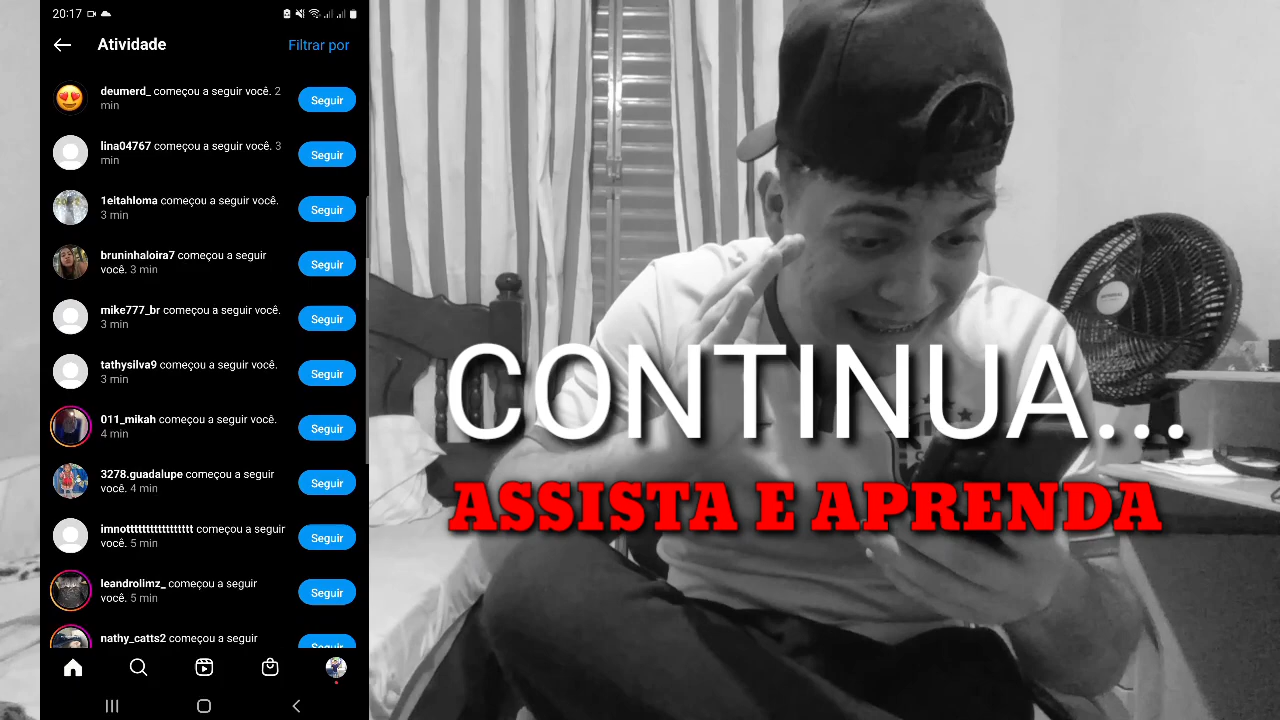 20:17
Atividade
Filtrar por
deumerd_ começou a seguir você. 2
min
Seguir
lina04767 começou a seguir você. 3
min
Seguir
1eitahloma começou a seguir você.
3 min
Seguir
bruninhaloira7 começou a seguir
você. 3 min
Seguir
mike777_br começou a seguir você.
3 min
Seguir
tathysilva9 começou a seguir você.
3 min
Seguir
011_mikah começou a seguir você.
4 min
Seguir
3278.guadalupe começou a seguir
você. 4 min
Seguir
imnotttttttttttttttttt começou a seguir
você. 5 min
Seguir
leandrolimz_ começou a seguir
você. 5 min
Seguir
nathy_catts2 começou a seguir
Seguir
CONTINUA...
ASSISTA E APRENDA